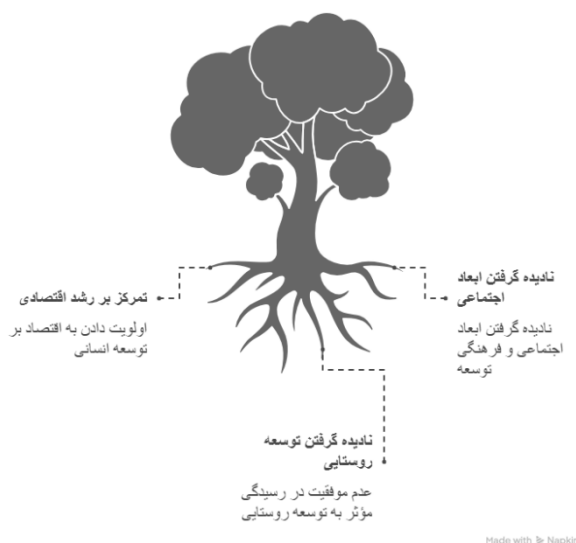 نادیده گرفتن ابعاد
اجتماعی
نادیده گرفتن ابعاد
اجتماعی و فرهنگی
توسعه
تمرکز بر رشد اقتصادی
اولویت دادن به اقتصاد بر
توسعه انسانی
نادیده گرفتن توسعه
روستایی
عدم موفقیت در رسیدگی
مؤثر به توسعه روستایی
Made with Napkin